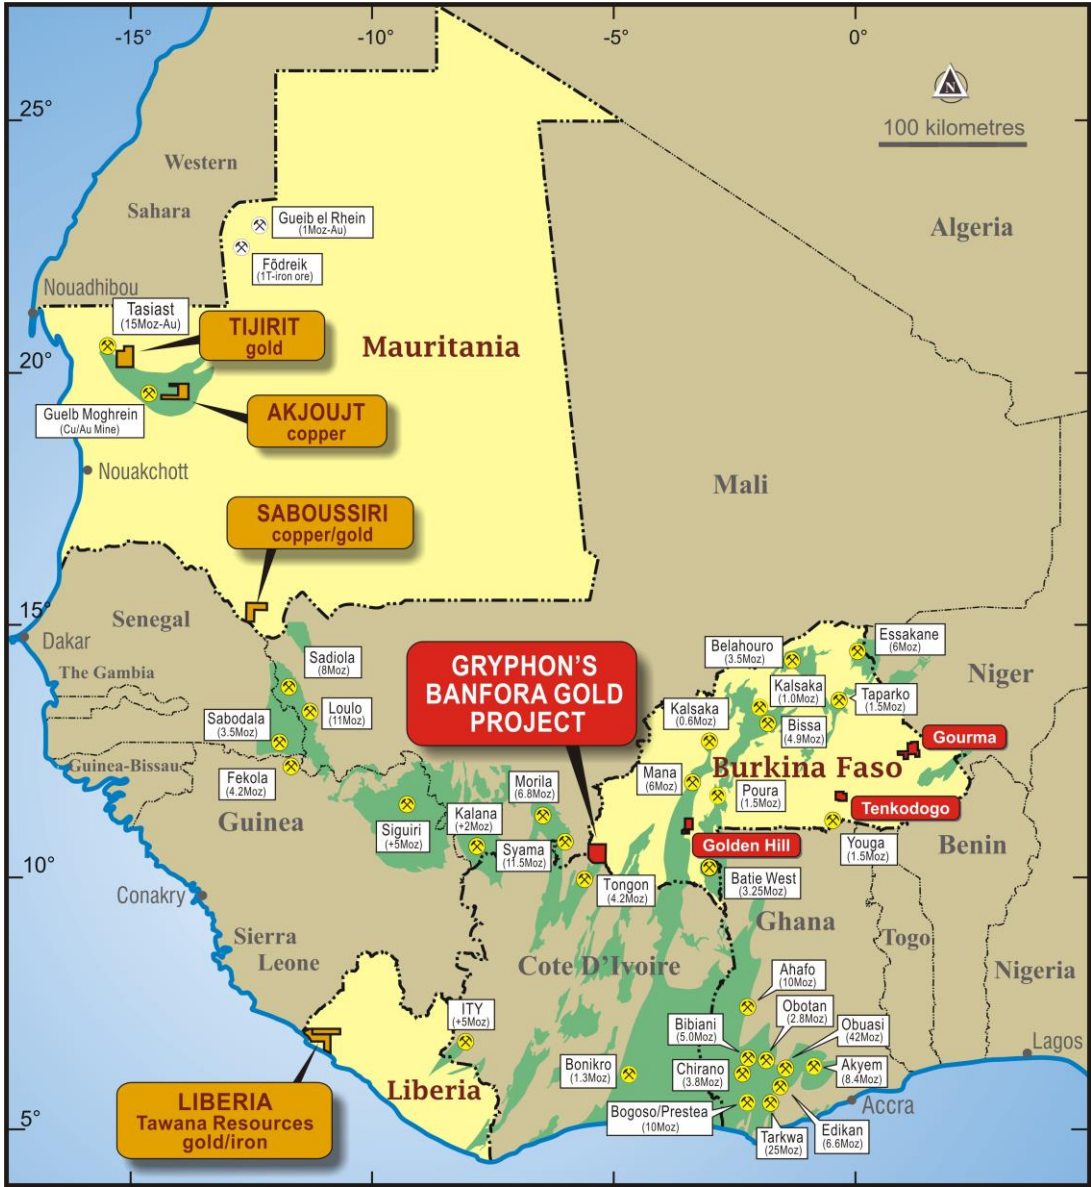 -15°
-10°
-5°
0°
25°
N
100 kilometres
Western
Sahara
Algeria
Gueib el Rhein
(1Moz-Au)
Födreik
(1T-iron ore)
Nouadhibou
Tasiast
(15Moz-Au)
TIJIRIT
gold
Mauritania
20°
AKJOUJT
copper
Guelb Moghrein
(Cu/Au Mine)
Nouakchott
Mali
SABOUSSIRI
copper/gold
15°
Senegal
Dakar
The Gambia
Sadiola
(8Moz)
Loulo
(11Moz)
Sabodala
(3.5Moz)
Guinea-Bissau
Fekola
(4.2Moz)
Guinea
GRYPHON'S
BANFORA GOLD
PROJECT
Belahouro
(3.5Moz)
Essakane
(6Moz)
Niger
Kalsaka
(1.0Moz)
Taparko
(1.5Moz)
Kalsaka
(0.6Moz)
Bissa
(4.9Moz)
Gourma
Burkina Faso
Mana
(6Moz)
Poura
(1.5Moz)
Tenkodogo
Morila
(6.8Moz)
Kalana
(+2Moz)
Siguiri
(+5Moz)
Syama
(11.5Moz)
Golden Hill
Youga
(1.5Moz)
Benin
10°
Tongon
(4.2Moz)
Batie West
(3.25Moz)
Conakry
Ghana
Sierra
Leone
Togo
Cote D'Ivoire
Nigeria
Ahafo
(10Moz)
ITY
(+5Moz)
Obotan
(2.8Moz)
Bibiani
(5.0Moz)
Obuasi
(42Moz)
Lagos
Bonikro
(1.3Moz)
Chirano
(3.8Moz)
Akyem
(8.4Moz)
Liberia
LIBERIA
Tawana Resources
gold/iron
Bogoso/Prestea
(10Moz)
Accra
5°
Tarkwa
(25Moz)
Edikan
(6.6Moz)